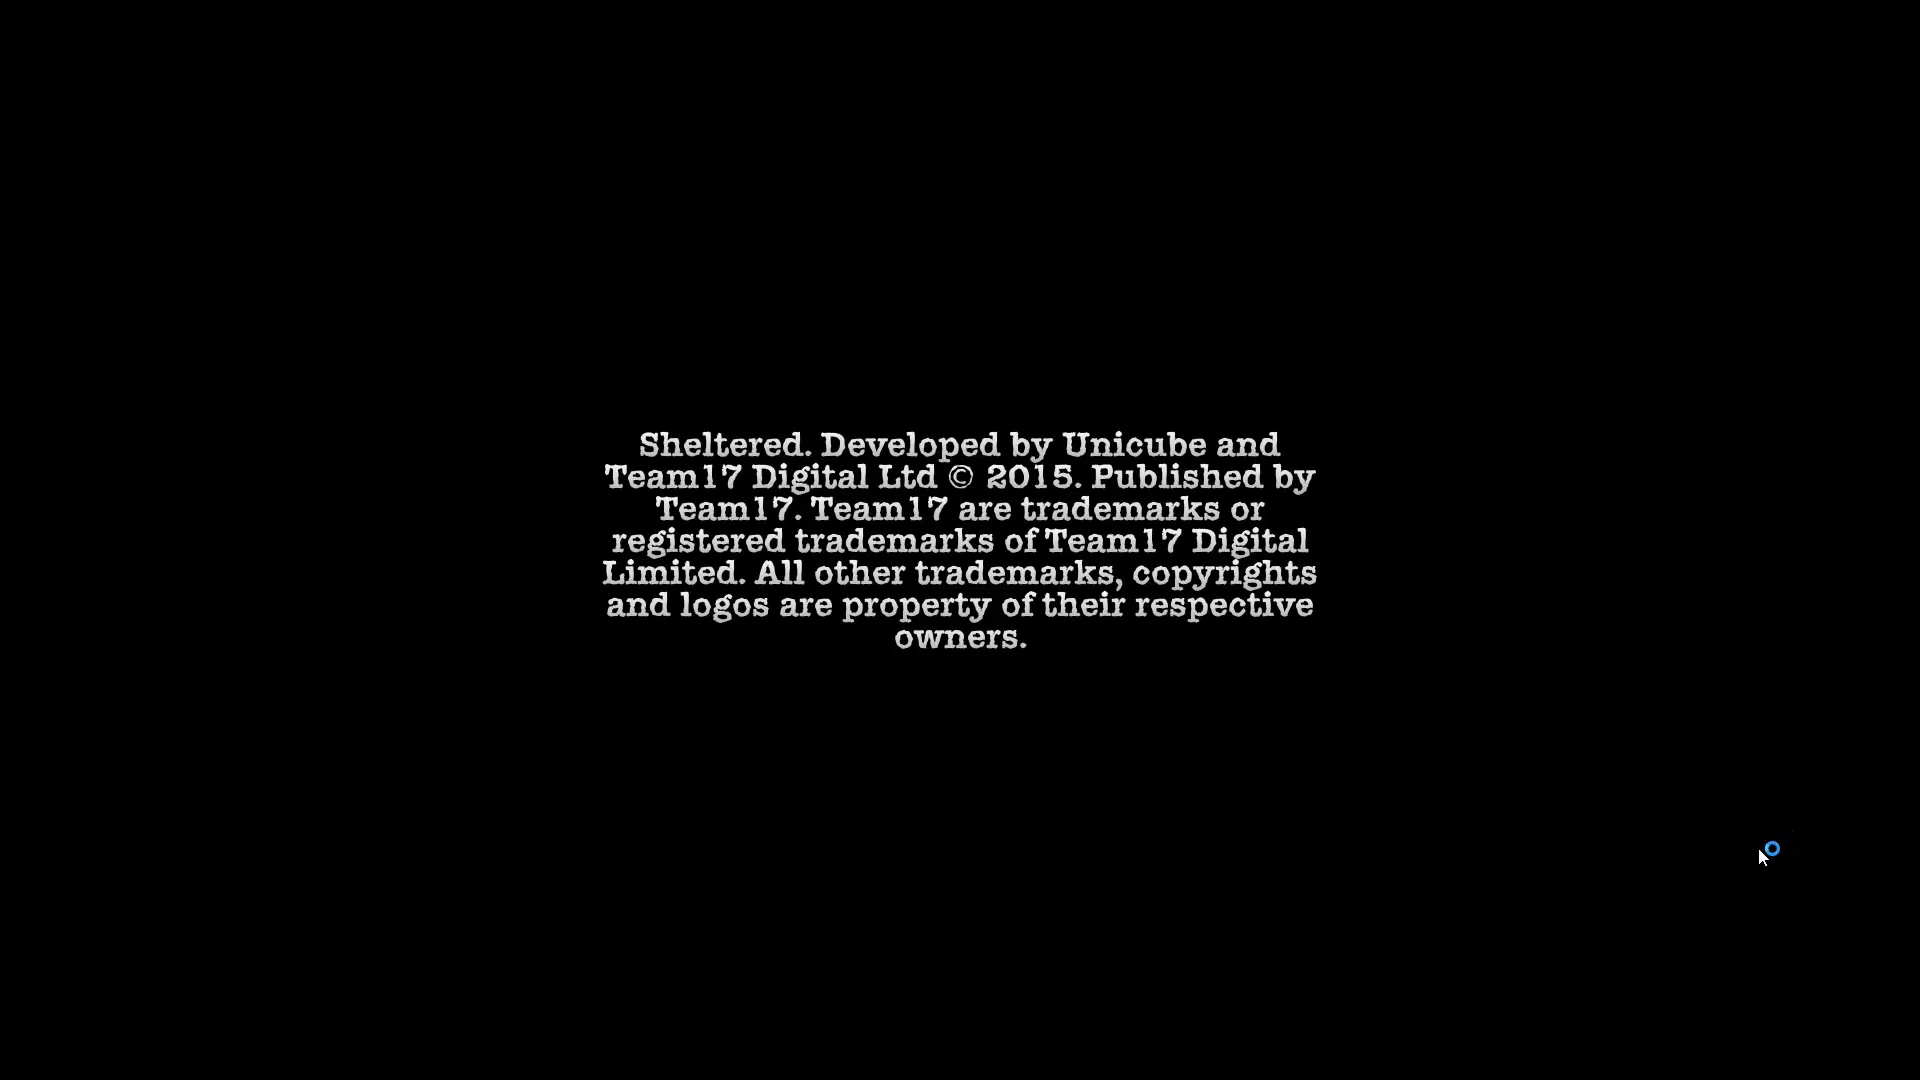 Sheltered. Developed by Unicube and
Team17 Digital Ltd © 2015. Published by
Team17. Team17 are trademarks or
registered trademarks of Team17 Digital
Limited. All other trademarks, copyrights
and logos are property of their respective
owners.